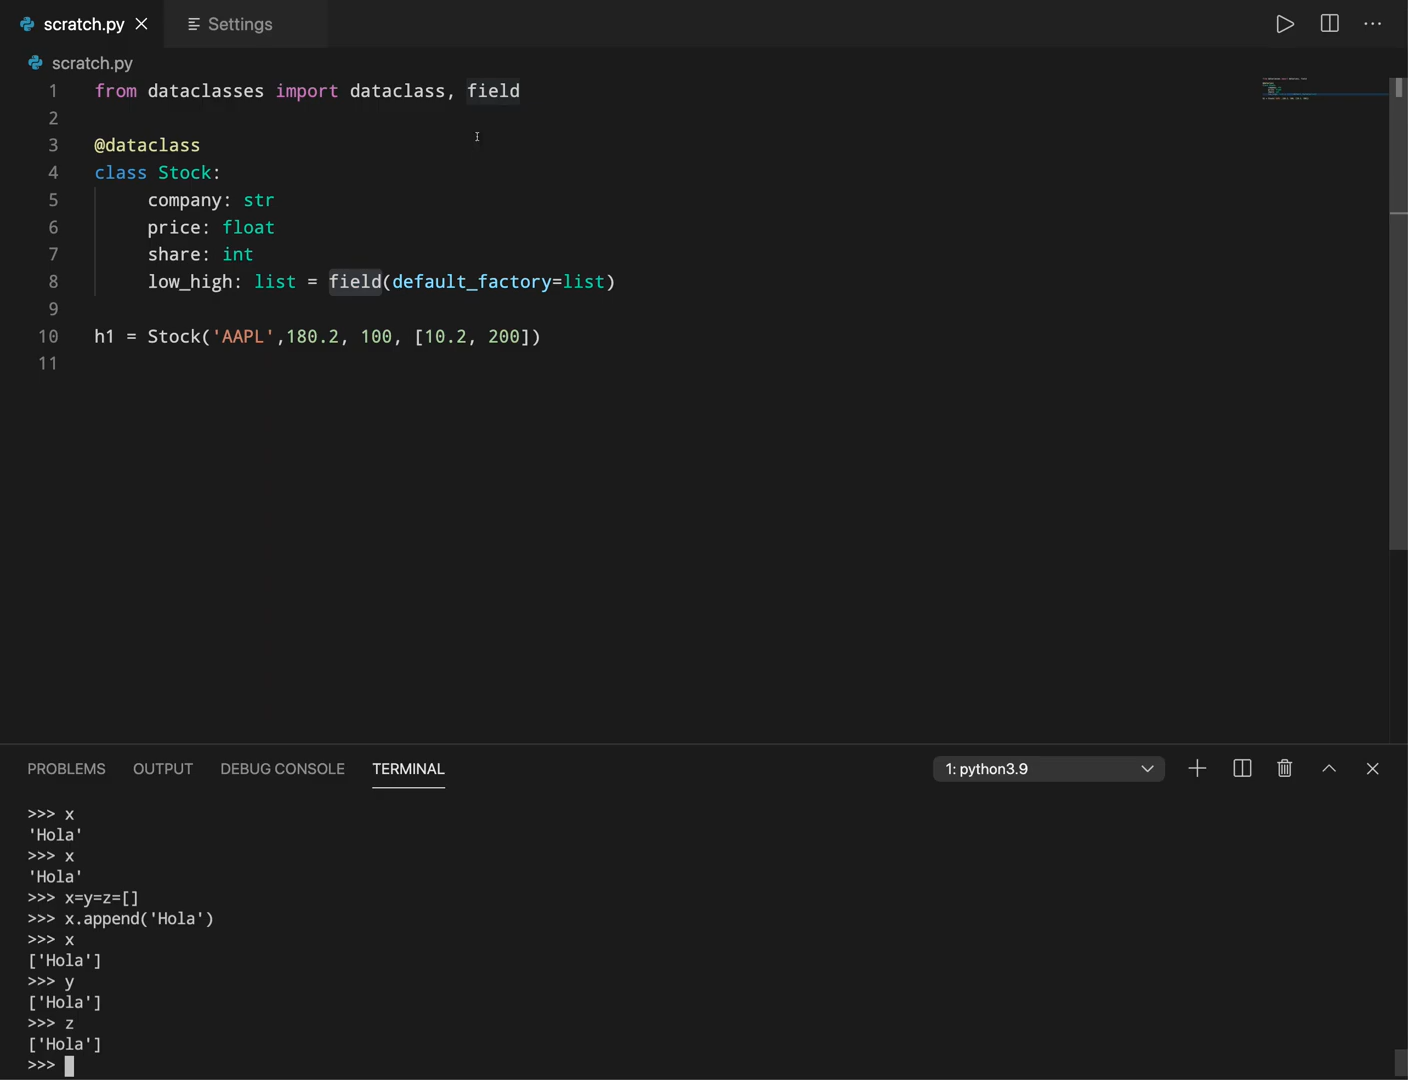 scratch.py
Settings
scratch.py
1 from dataclasses import dataclass, field
2
3 @dataclass
4 class Stock:
5 company: str
6 price: float
7 share: int
8 low_high: list = field(default_factory=list)
9
10 h1 = Stock('AAPL',180.2, 100, [10.2, 200])
11
PROBLEMS OUTPUT DEBUG CONSOLE TERMINAL 1: python3.9
>>> x
'Hola'
>>> x
'Hola'
>>> x=y=z=[]
>>> x.append('Hola')
>>> x
['Hola']
>>> y
['Hola']
>>> z
['Hola']
>>>